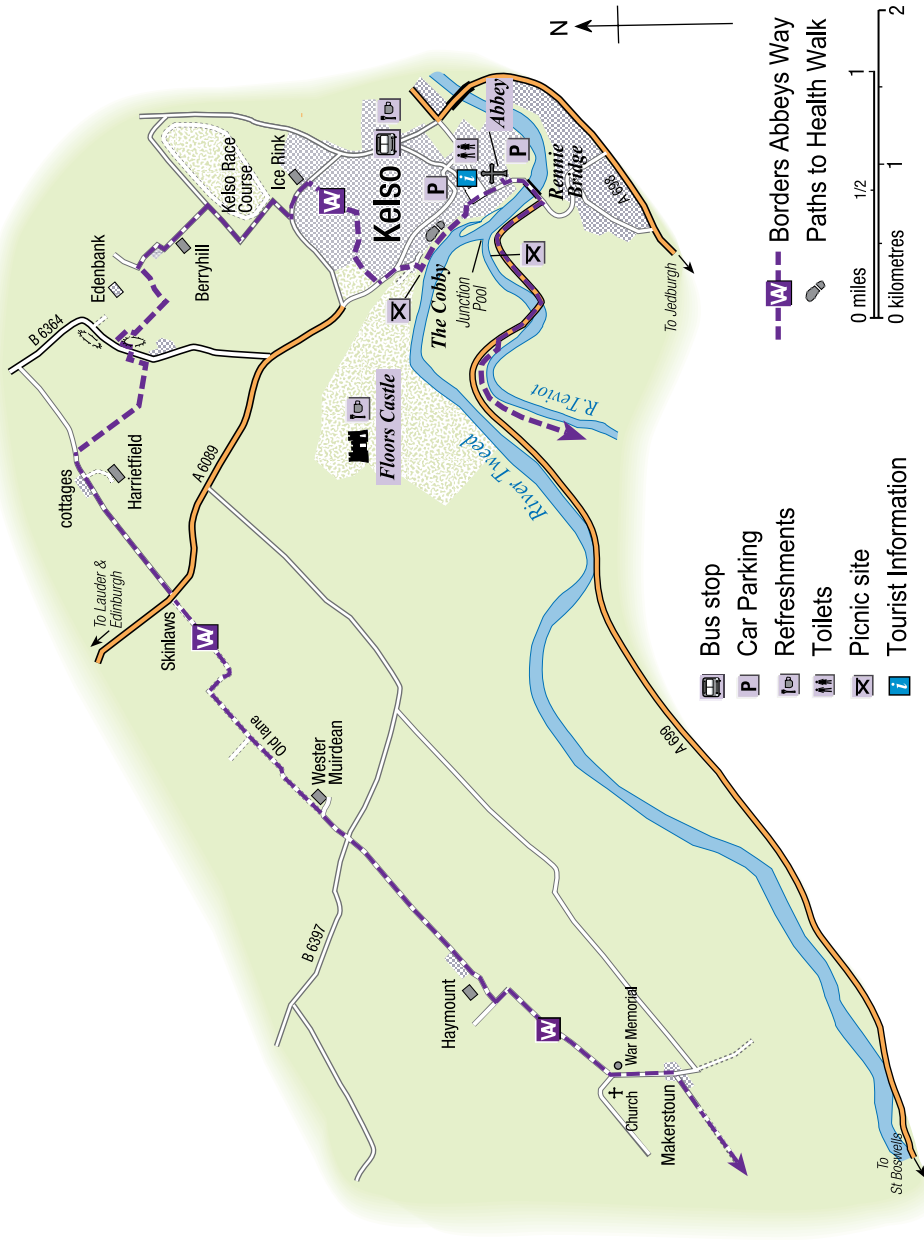 N
B 6364
Edenbank
Kelso Race
Course
Ice Rink
Berryhill
W
Kelso
P
i
P
Abbey
Rennie
Bridge
A 698
To Jedburgh
The Cobby
Junction
Pool
Floors Castle
River Tweed
R. Teviot
cottages
Harrietfield
A 6089
To Lauder &
Edinburgh
Skinlaws
W
Old lane
Wester
Muirdean
B 6397
Haymount
W
War Memorial
Church
Makerstoun
A 699
To
St Boswells
Bus stop
P Car Parking
Refreshments
Toilets
Picnic site
i Tourist Information
W Borders Abbeys Way
Paths to Health Walk
0 miles 1/2 1
0 kilometres 1 2